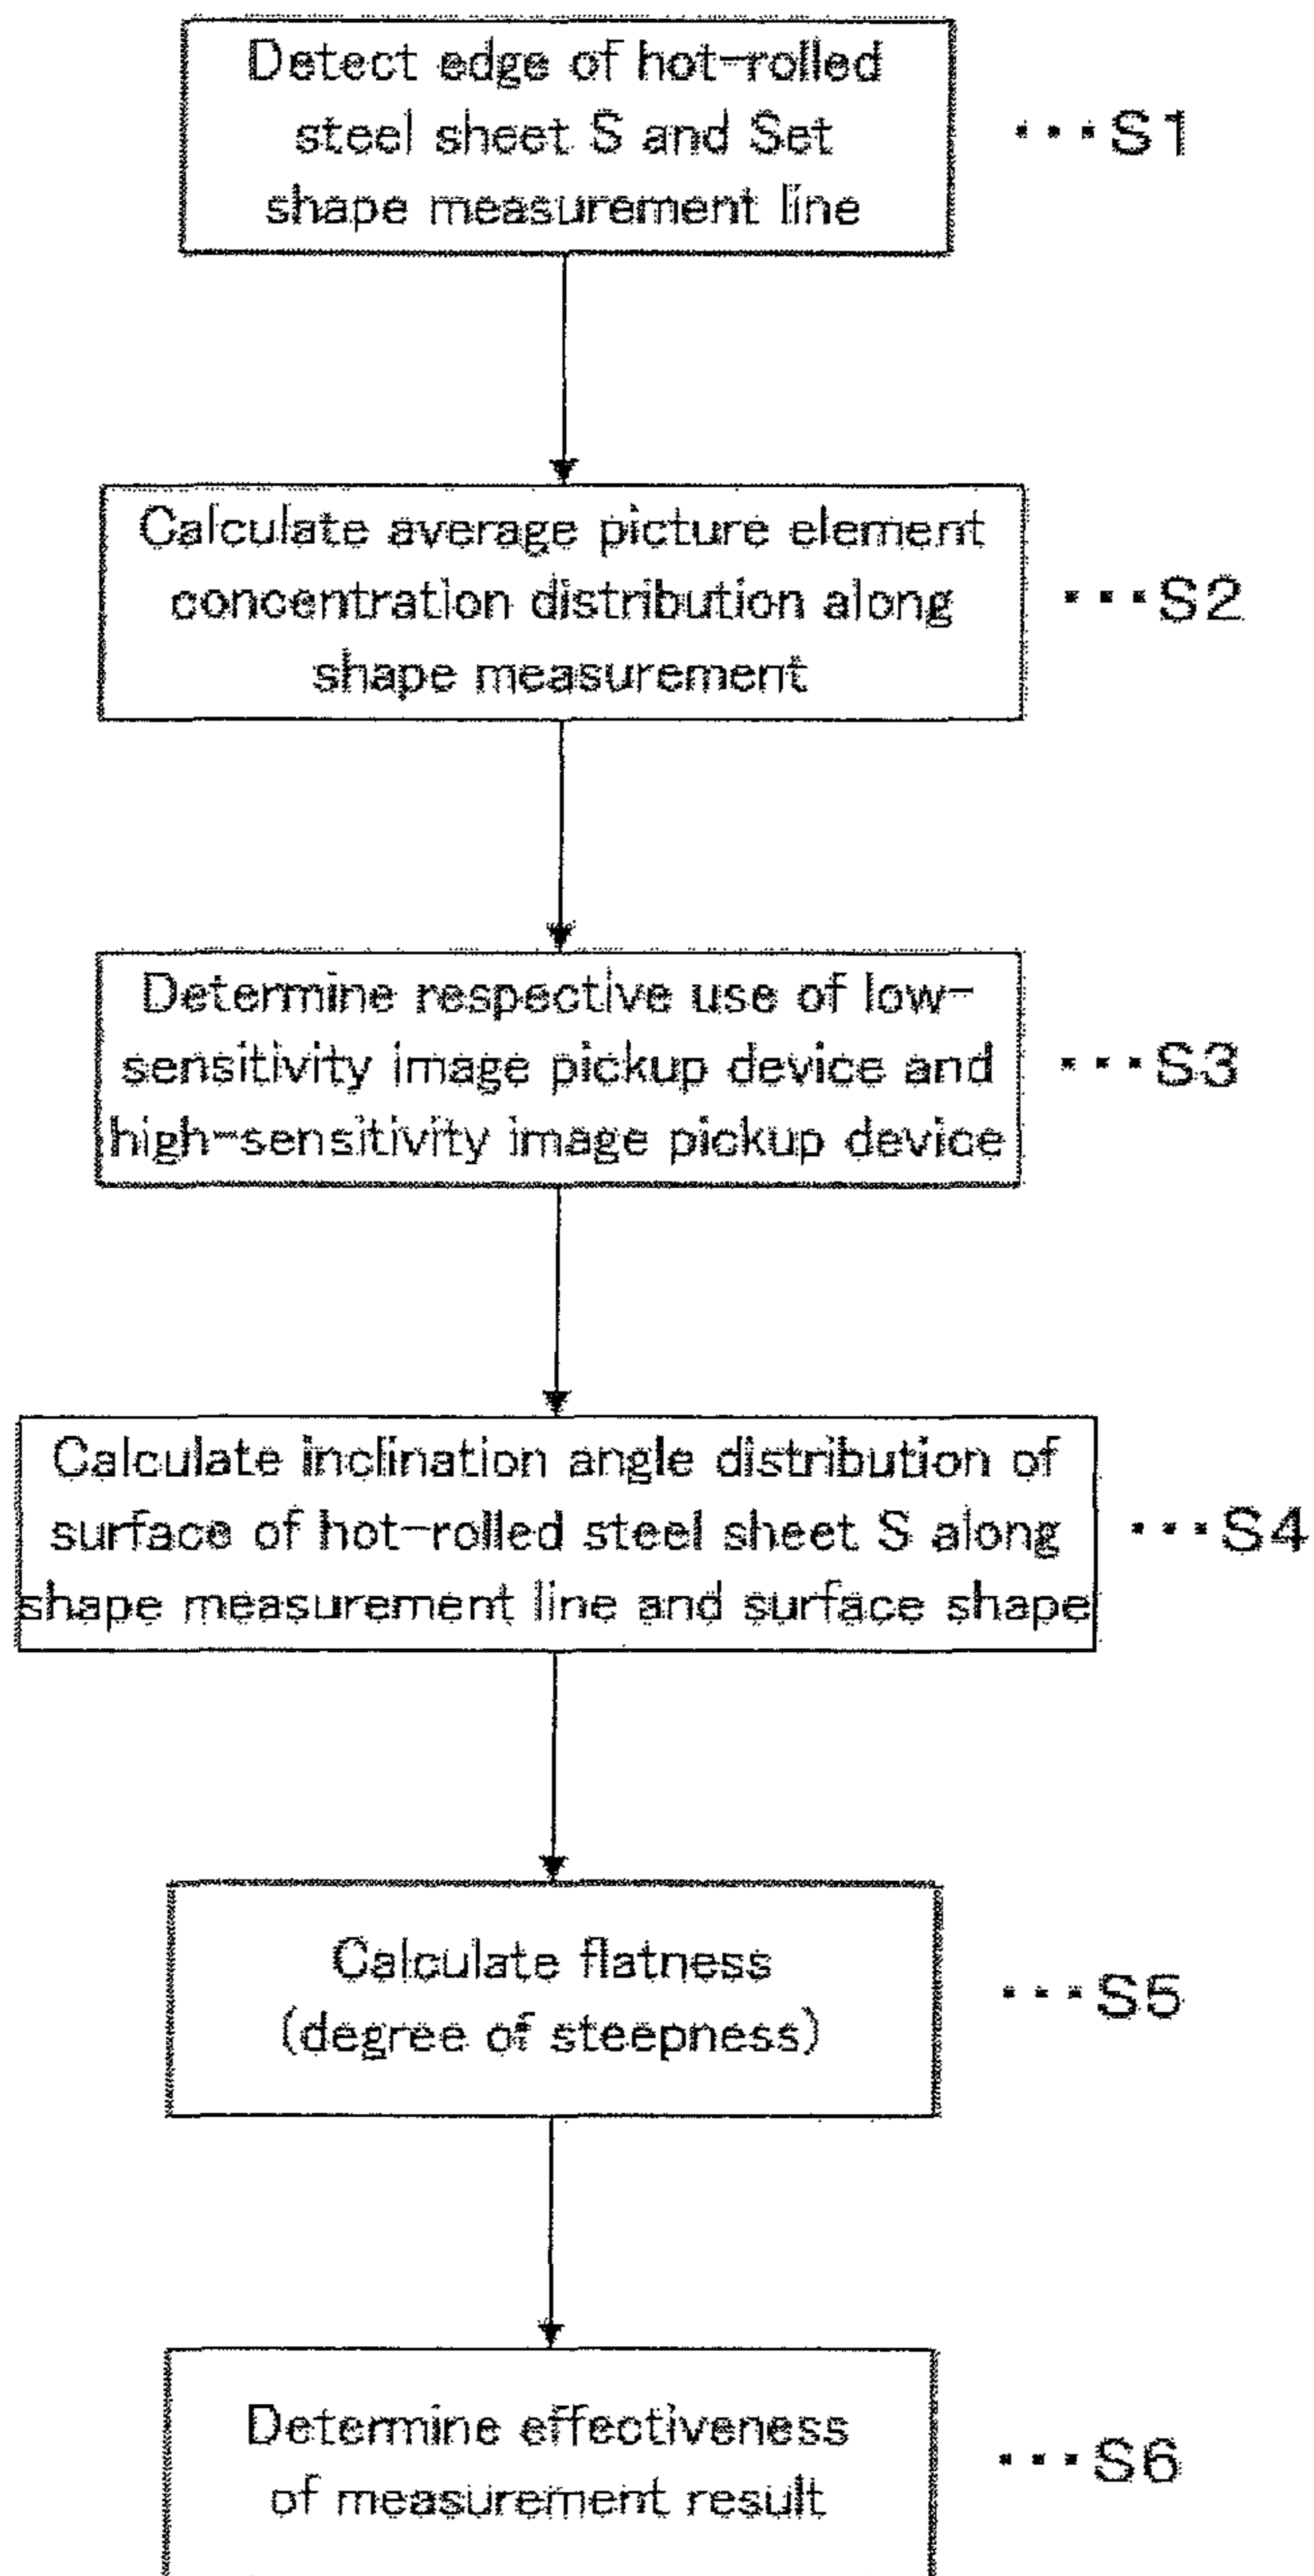 Detect edge of hot-rolled
steel sheet S and Set
shape measurement line
...S1
Calculate average picture element
concentration distribution along
shape measurement
...S2
Determine respective use of low-
sensitivity image pickup device and
high-sensitivity image pickup device
...S3
Calculate inclination angle distribution of
surface of hot-rolled steel sheet S along
shape measurement line and surface shape
...S4
Calculate flatness
(degree of steepness)
...S5
Determine effectiveness
of measurement result
...S6